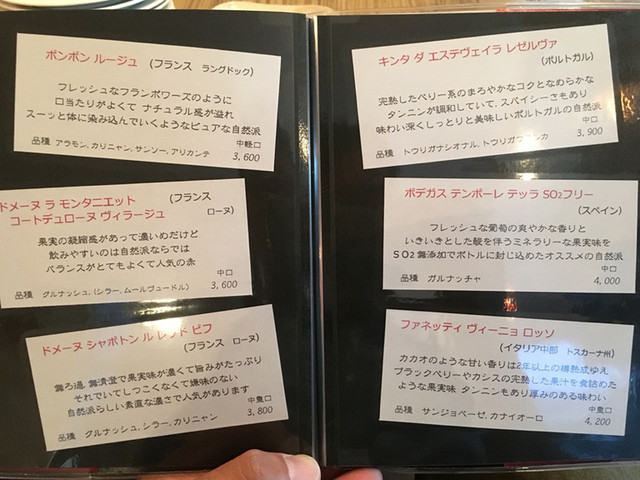 ボンボン ルージュ (フランス ラングドック)
フレッシュなフランボワーズのように
口当たりがよくて ナチュラル感が溢れ
スーッと体に染み込んでいくようなピュアな自然派
中軽口
品種 アラモン、カリニャン、サンソー、アリカンテ 3,600
ドメーヌ ラ モンタニエット (フランス
コートデュローヌ ヴィラージュ ローヌ)
果実の凝縮感があって濃いめだけど
飲みやすいのは自然派ならでは
バランスがとてもよくて人気の赤
中口
品種 グルナッシュ、(シラー、ムールヴェードル) 3,600
ドメーヌ シャボトン ル レッド ビフ
(フランス ローヌ)
無ろ過、無清澄で果実味が濃くて旨みがたっぷり
それでいてしつこくなくて嫌味のない
自然派らしい素直な濃さで人気があります
中重口
品種 グルナッシュ、シラー、カリニャン 3,800
キンタ ダ エステヴェイラ レゼルヴァ
(ポルトガル)
完熟したベリー系のまろやかなコクとなめらかな
タンニンが調和していて、スパイシーさもあり
味わい深くしっとりと美味しいポルトガルの自然派
中口
品種 トウリガナシオナル、トウリガフランカ 3,900
ボデガス テンポーレ テッラ SO2フリー
(スペイン)
フレッシュな葡萄の爽やかな香りと
いきいきとした酸を伴うミネラリーな果実味を
SO2無添加でボトルに封じ込めたオススメの自然派
中口
品種 ガルナッチャ 4,000
ファネッティ ヴィーニョ ロッソ
(イタリア中部 トスカーナ州)
カカオのような甘い香りは2年以上の樽熟成ゆえ
ブラックベリーやカシスの完熟した果汁を煮詰めた
ような果実味 タンニンもあり厚みのある味わい
中重口
品種 サンジョベーゼ、カナイオーロ 4,200